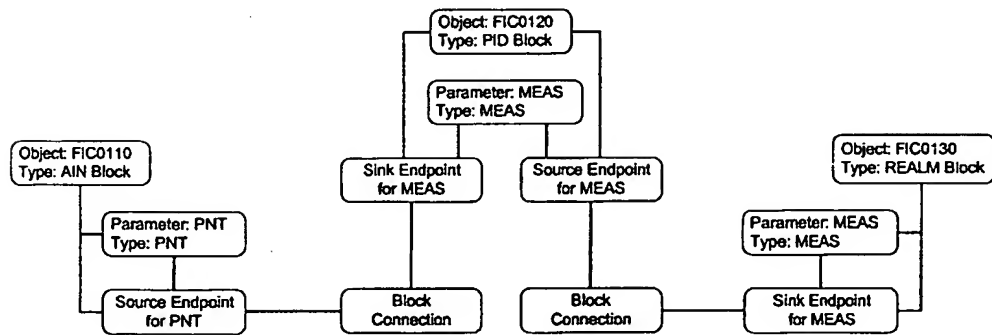 Object: FIC0120
Type: PID Block
Parameter: MEAS
Type: MEAS
Object: FIC0110
Type: AIN Block
Object: FIC0130
Type: REALM Block
Sink Endpoint
for MEAS
Source Endpoint
for MEAS
Parameter: PNT
Type: PNT
Parameter: MEAS
Type: MEAS
Source Endpoint
for PNT
Block
Connection
Block
Connection
Sink Endpoint
for MEAS